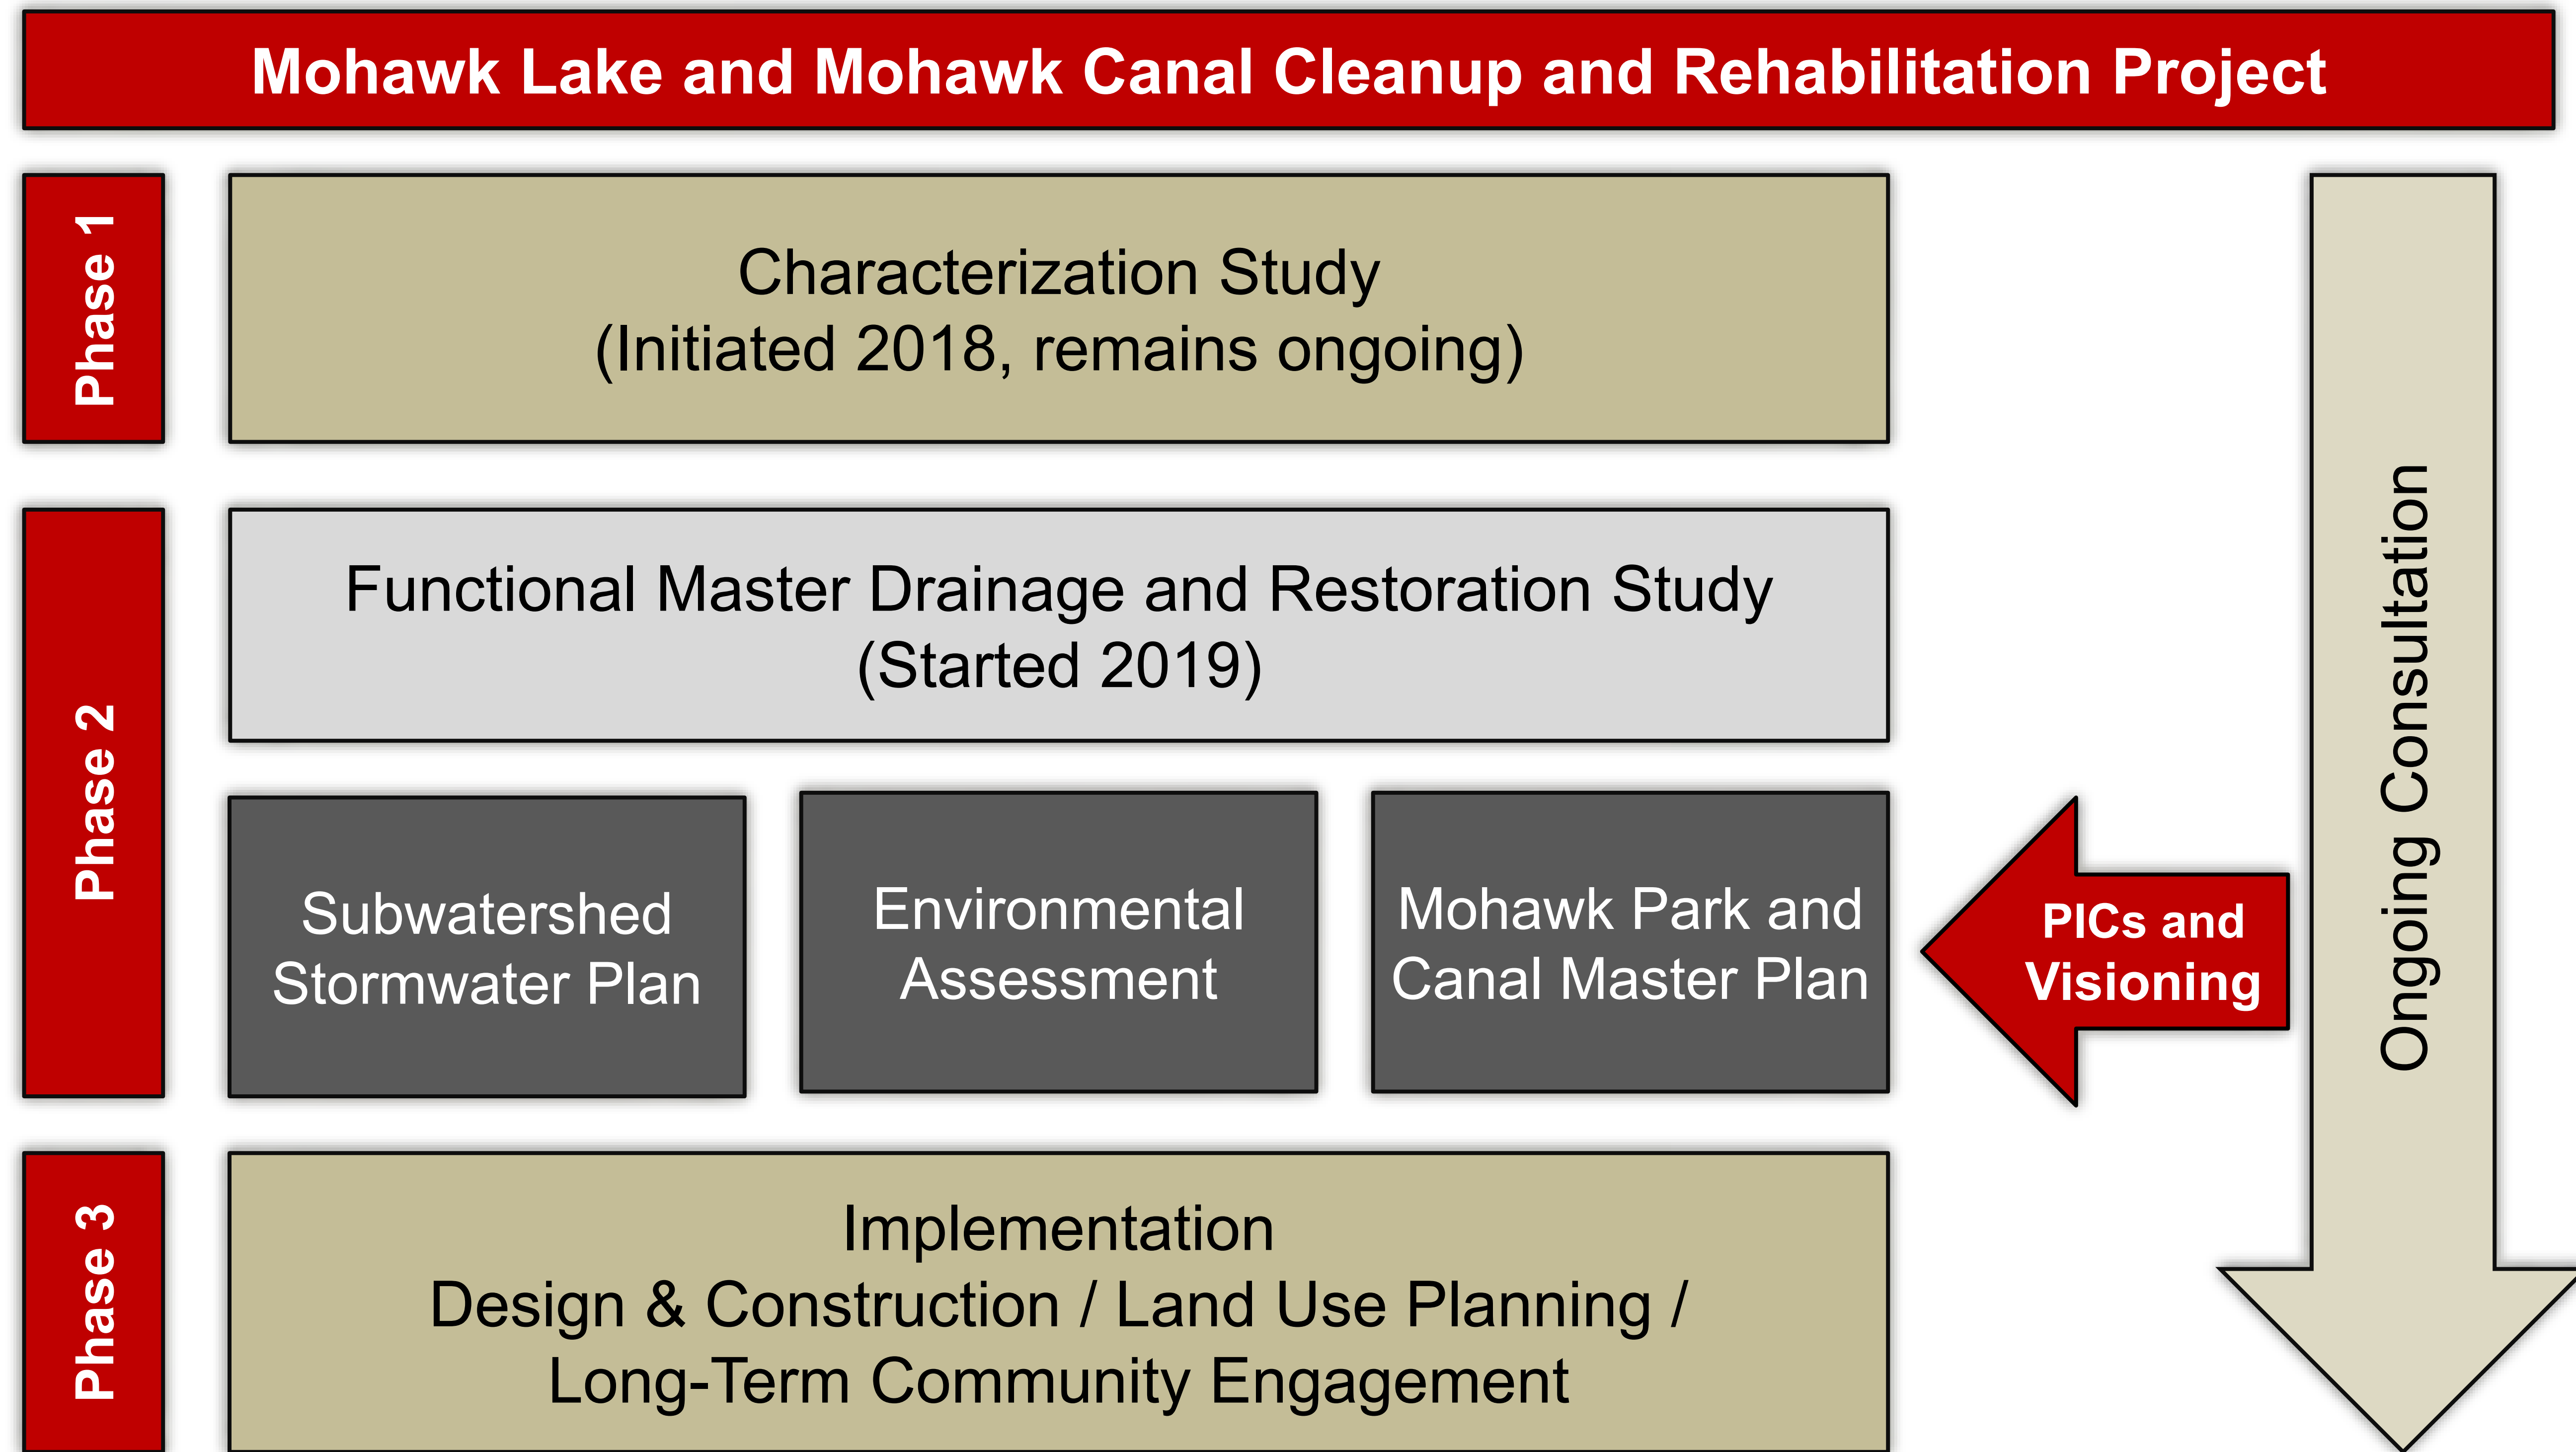 Mohawk Lake and Mohawk Canal Cleanup and Rehabilitation Project
Phase 1
Characterization Study
(Initiated 2018, remains ongoing)
Phase 2
Functional Master Drainage and Restoration Study
(Started 2019)
Subwatershed
Stormwater Plan
Environmental
Assessment
Mohawk Park and
Canal Master Plan
PICs and
Visioning
Ongoing Consultation
Phase 3
Implementation
Design & Construction / Land Use Planning /
Long-Term Community Engagement